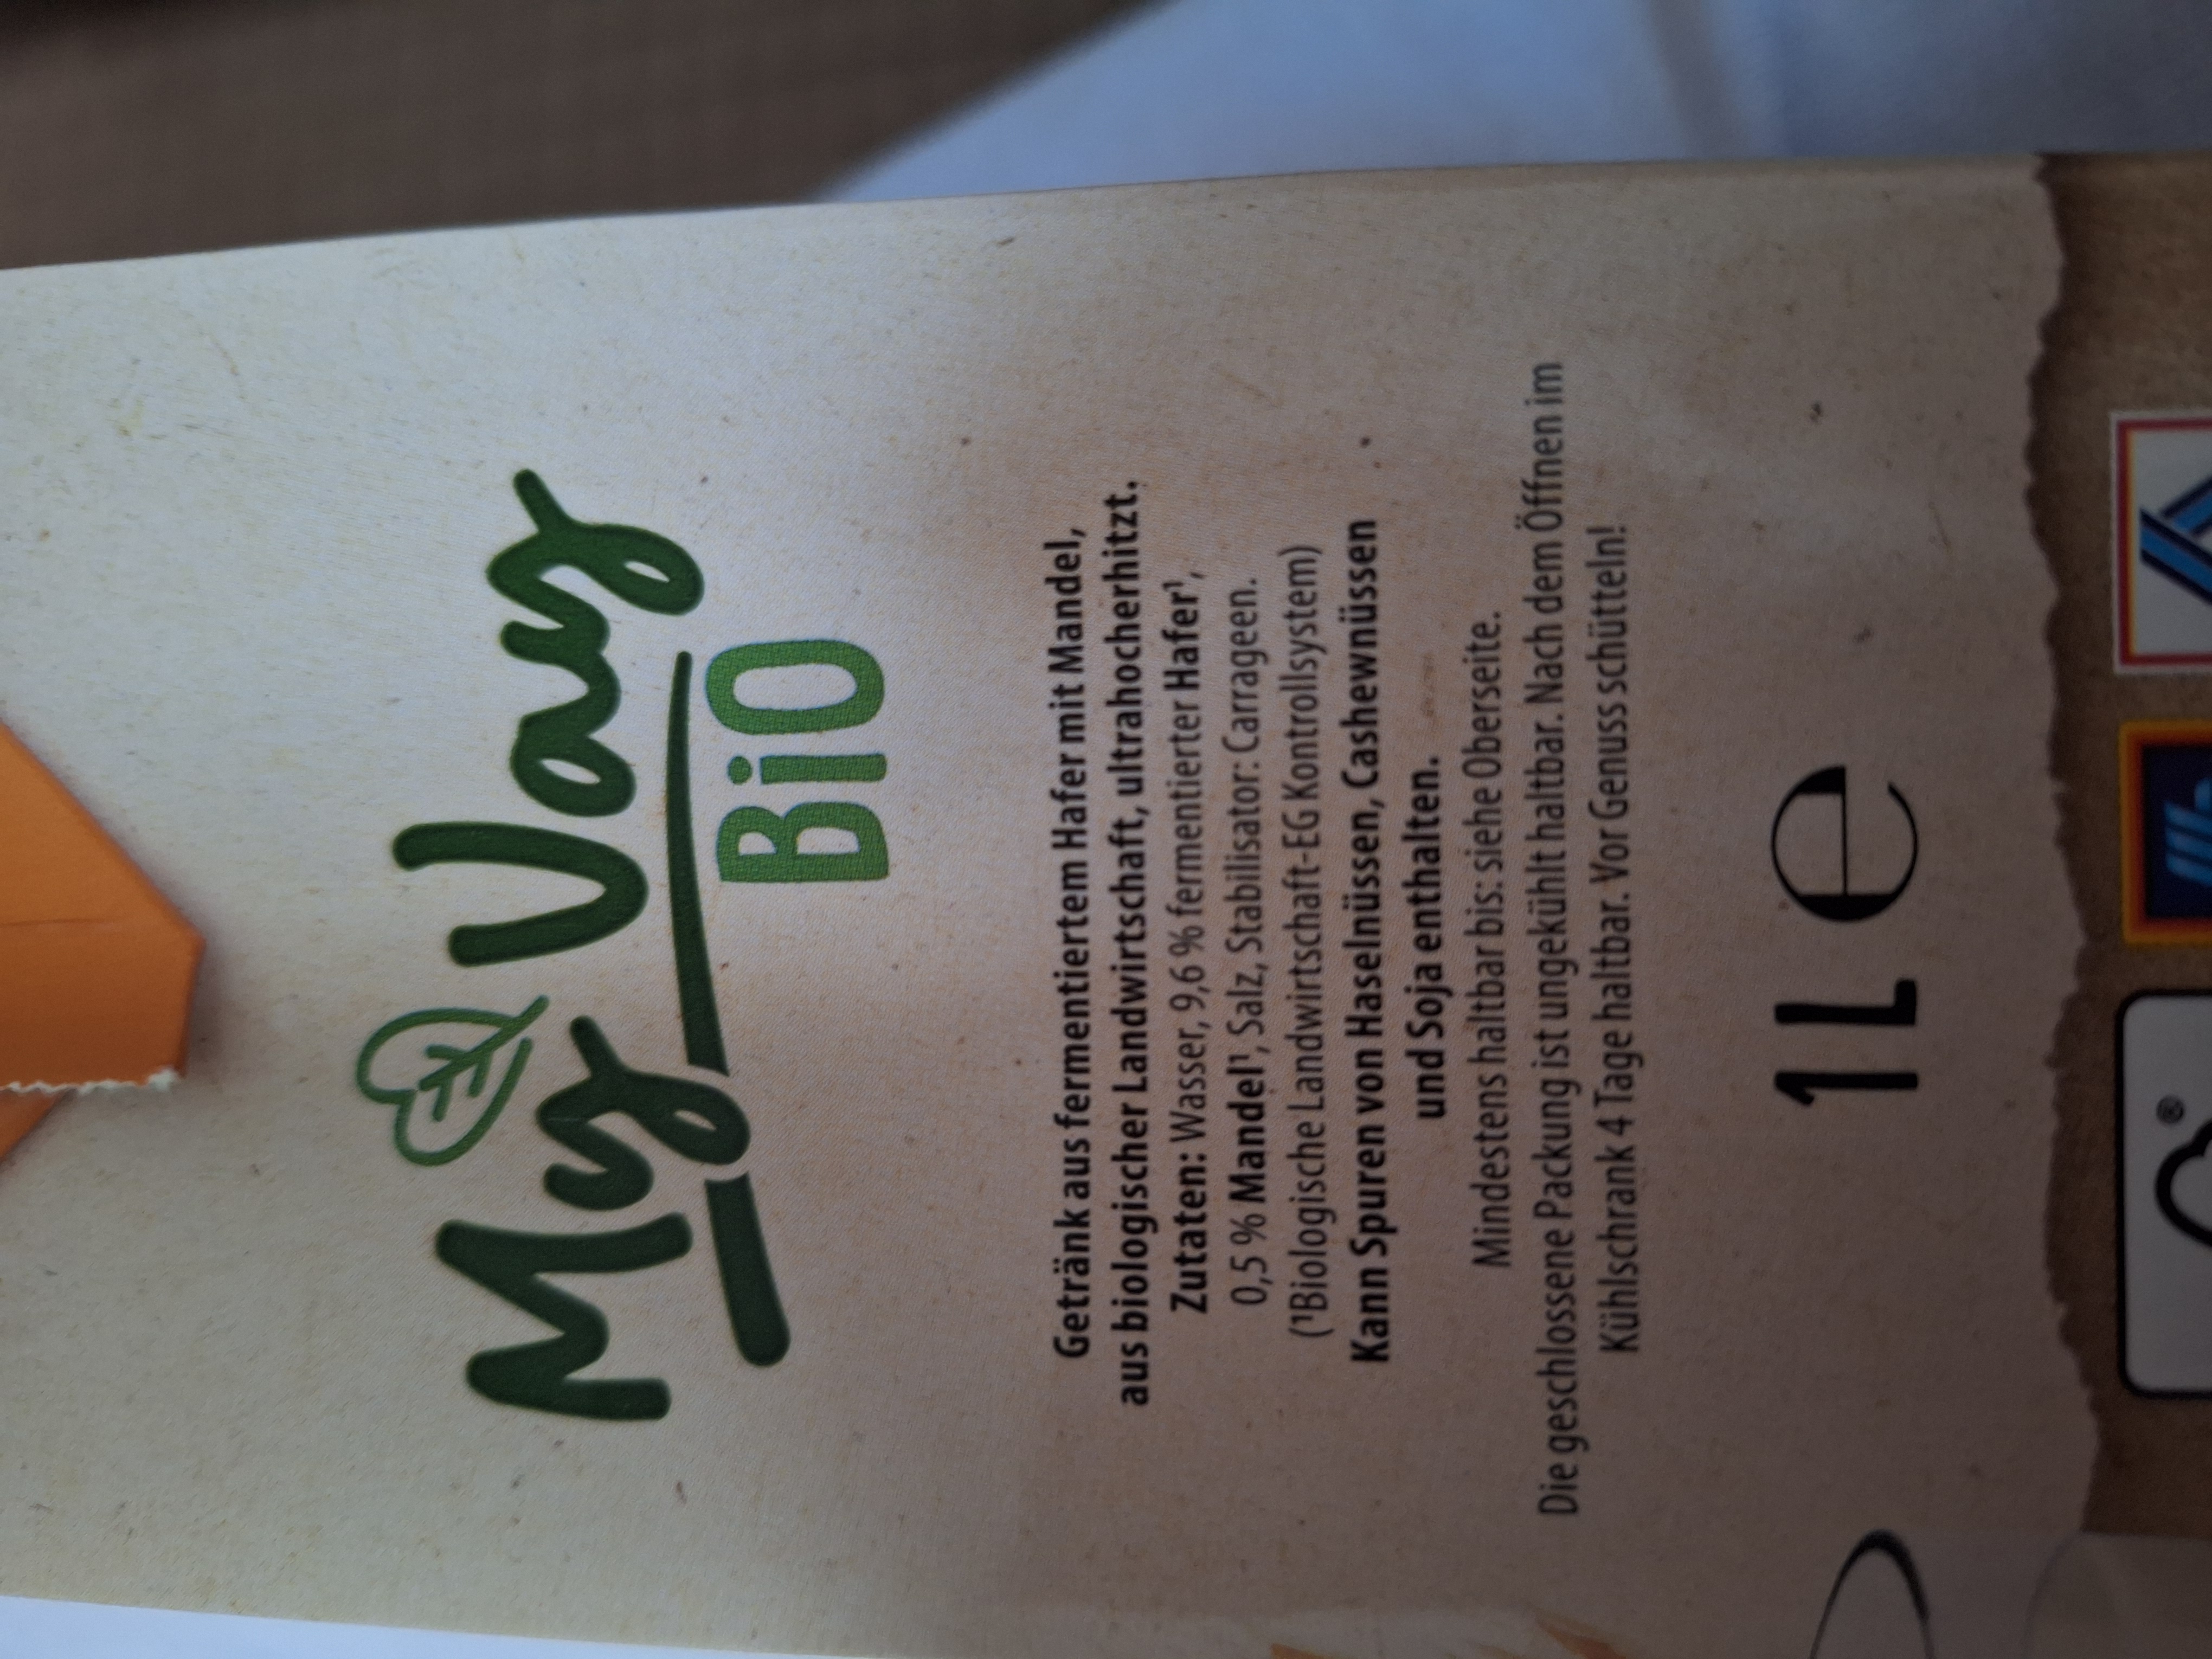 My Vay
BiO
Getränk aus fermentiertem Hafer mit Mandel,
aus biologischer Landwirtschaft, ultrahocherhitzt.
Zutaten: Wasser, 9,6 % fermentierter Hafer¹,
0,5 % Mandel¹, Salz, Stabilisator: Carrageen.
(¹Biologische Landwirtschaft-EG Kontrollsystem)
Kann Spuren von Haselnüssen, Cashewnüssen
und Soja enthalten.
Mindestens haltbar bis: siehe Oberseite.
Die geschlossene Packung ist ungekühlt haltbar. Nach dem Öffnen im
Kühlschrank 4 Tage haltbar. Vor Genuss schütteln!
1 L e
®